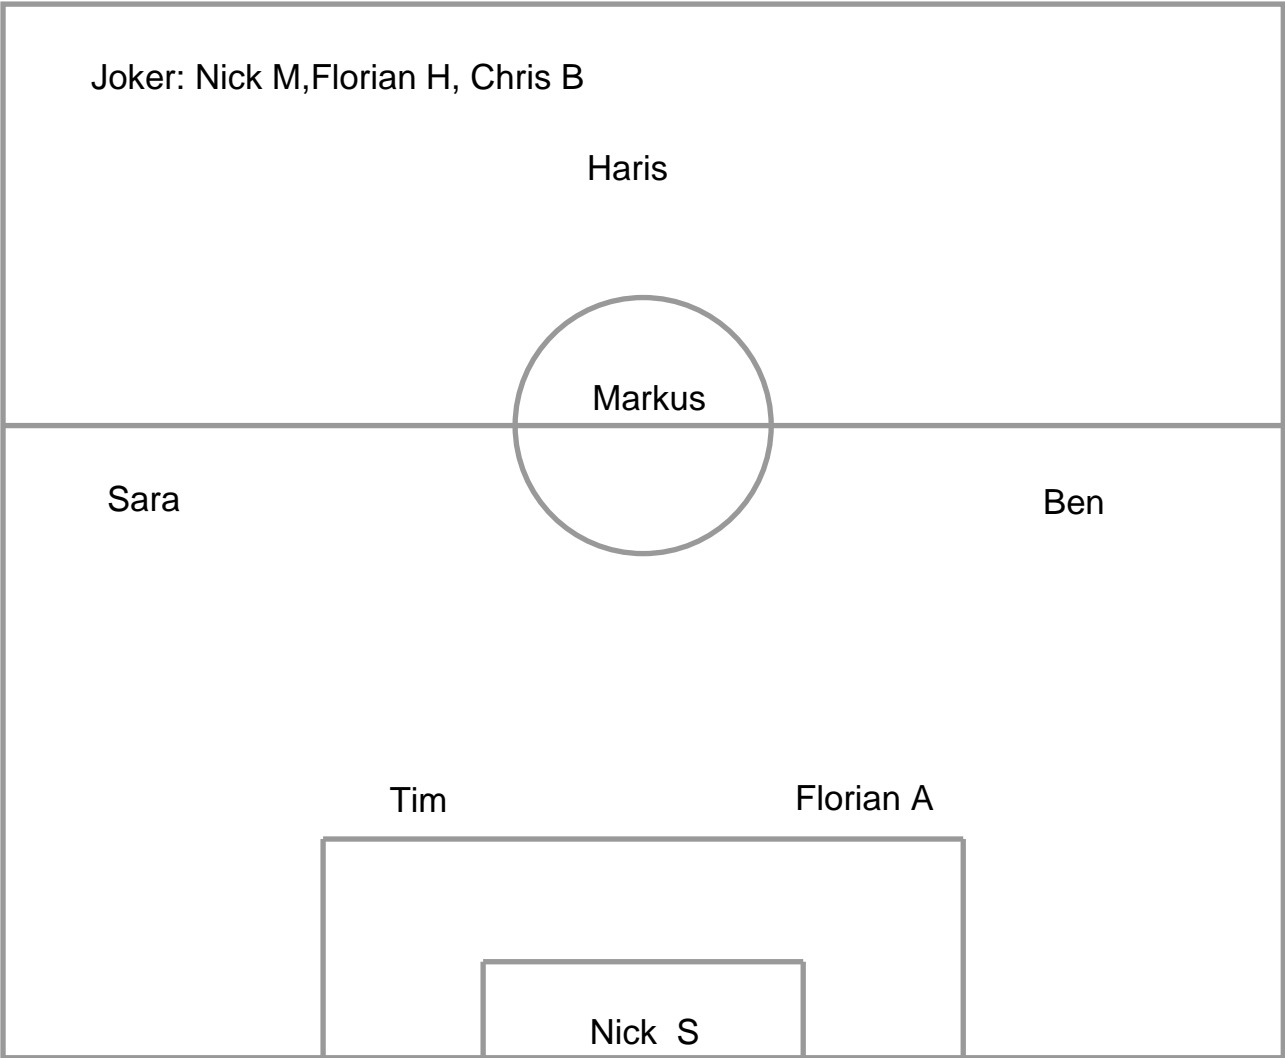 Joker: Nick M,Florian H, Chris B
Haris
Markus
Sara
Ben
Tim
Florian A
Nick  S